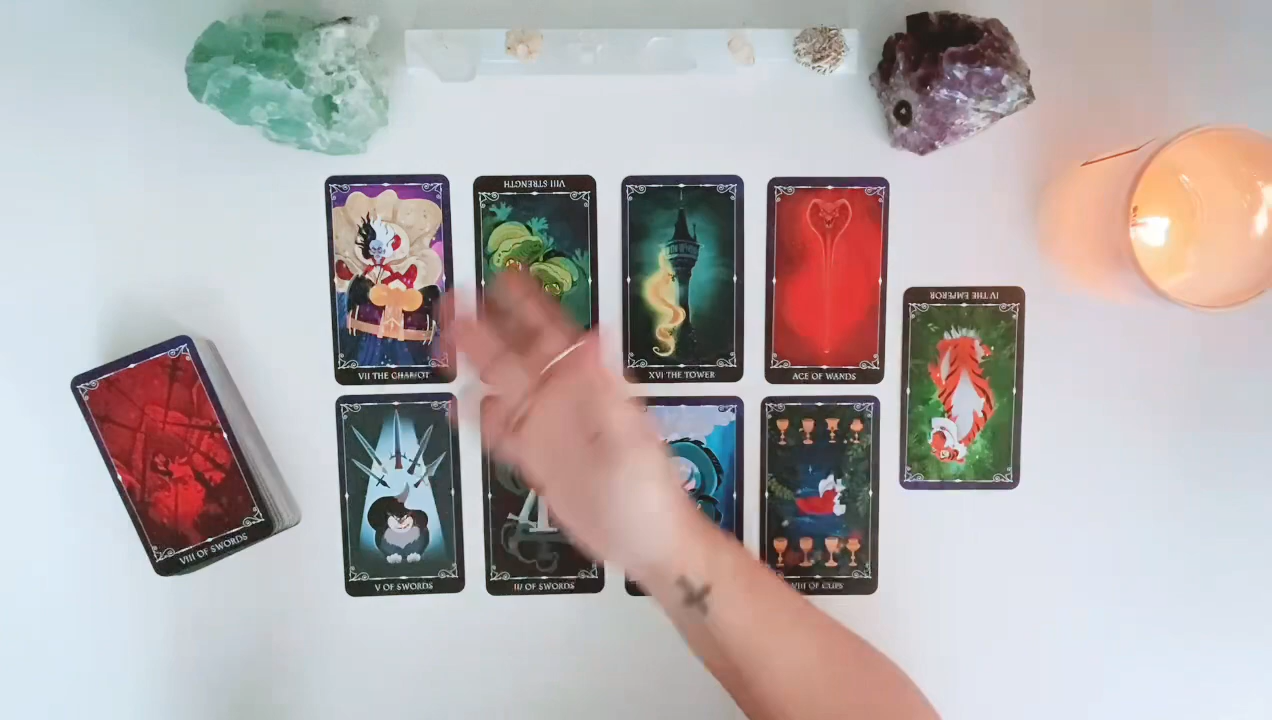 VIII STRENGTH
VII THE CHARIOT
XVI THE TOWER
ACE OF WANDS
IV THE EMPEROR
VIII OF SWORDS
V OF SWORDS
III OF SWORDS
VIII OF CUPS